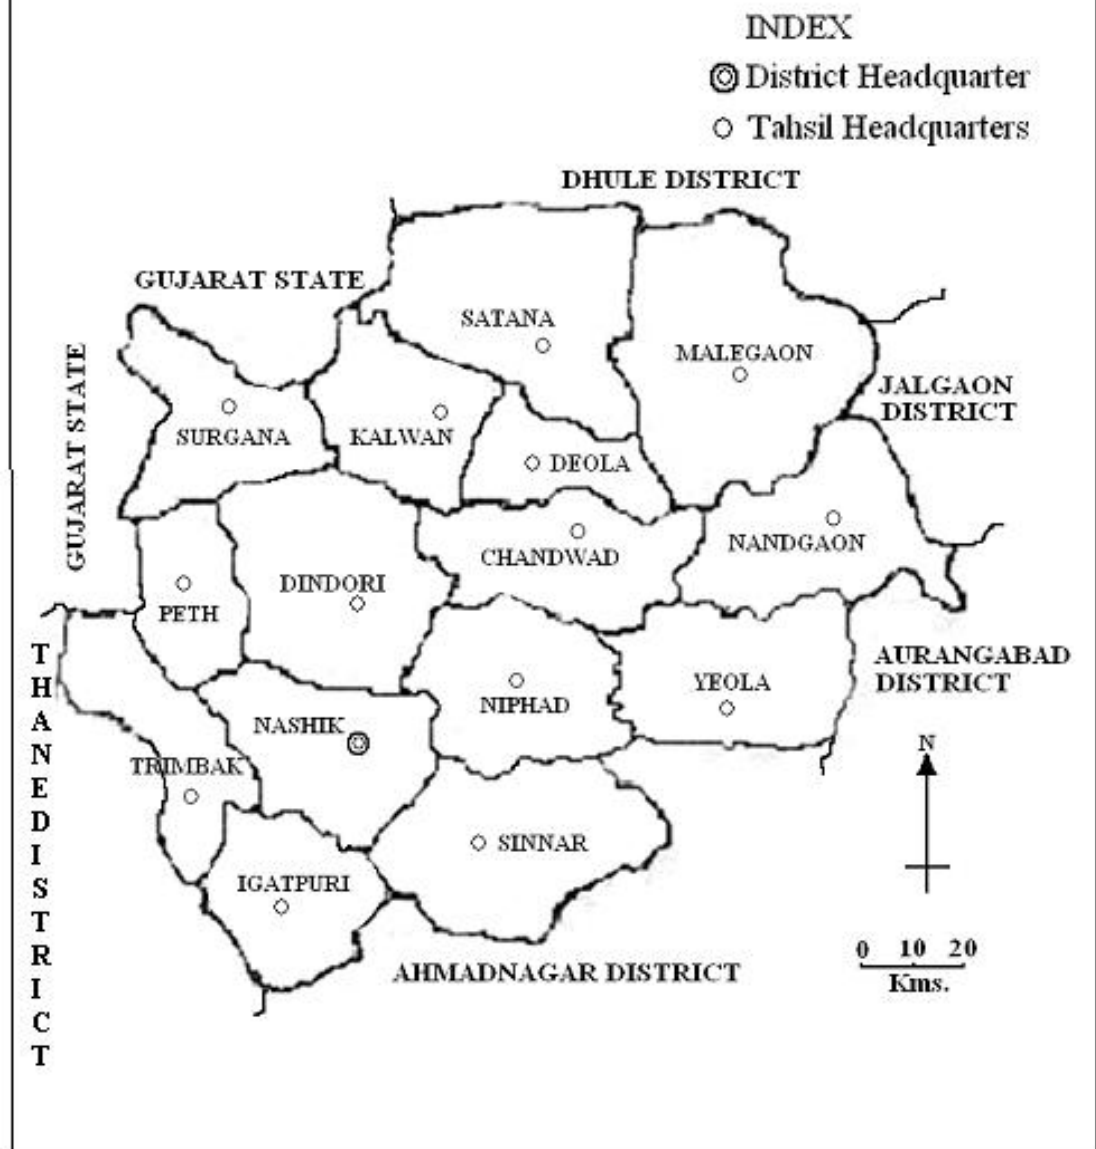 INDEX
District Headquarter
Tahsil Headquarters
DHULE DISTRICT
GUJARAT STATE
SATANA
MALEGAON
GUJARAT STATE
JALGAON
DISTRICT
SURGANA
KALWAN
DEOLA
NANDGAON
CHANDWAD
DINDORI
PETH
THANE DISTRICT
AURANGABAD
DISTRICT
YEOLA
NIPHAD
NASHIK
N
TRIMBAK
SINNAR
IGATPURI
0 10 20
Kms.
AHMADNAGAR DISTRICT